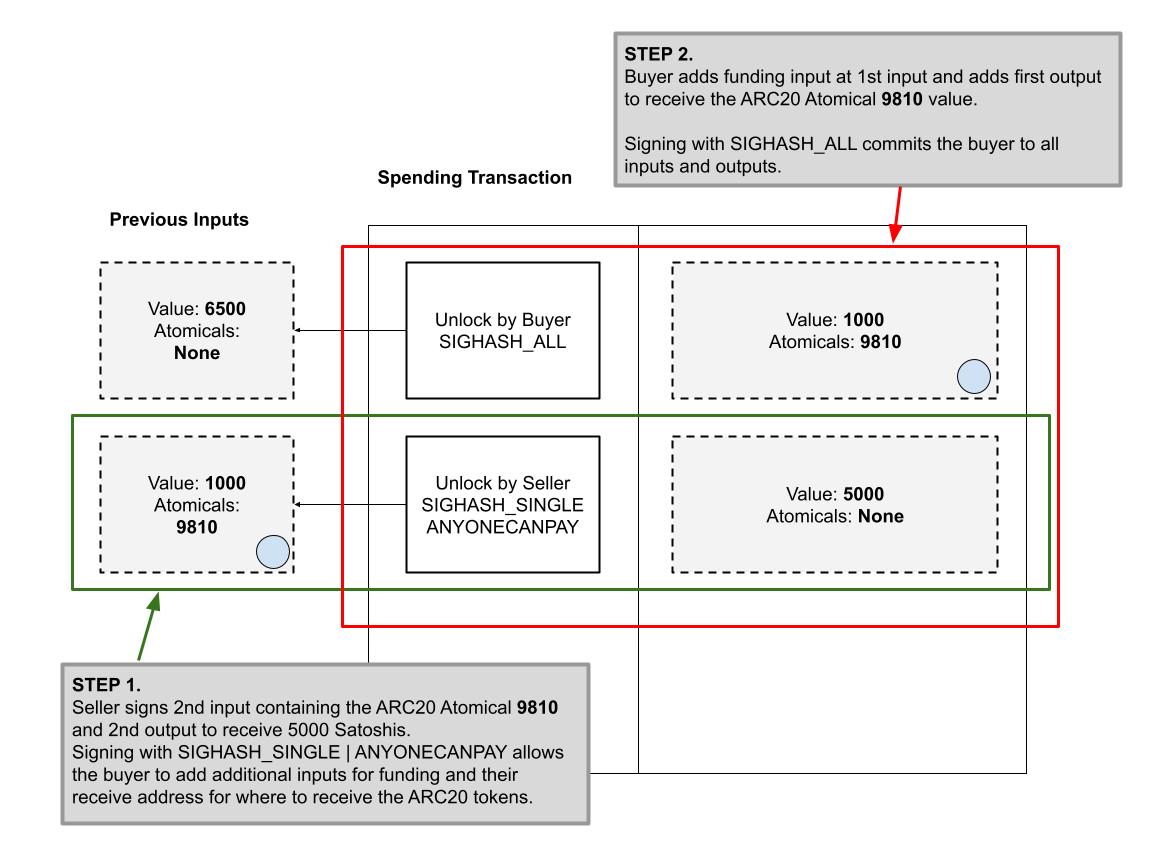 STEP 2.
Buyer adds funding input at 1st input and adds first output
to receive the ARC20 Atomical 9810 value.
Signing with SIGHASH_ALL commits the buyer to all
inputs and outputs.
Spending Transaction
Previous Inputs
Value: 6500
Atomicals:
None
Unlock by Buyer
SIGHASH_ALL
Value: 1000
Atomicals: 9810
Value: 1000
Atomicals:
9810
Unlock by Seller
SIGHASH_SINGLE
ANYONECANPAY
Value: 5000
Atomicals: None
STEP 1.
Seller signs 2nd input containing the ARC20 Atomical 9810
and 2nd output to receive 5000 Satoshis.
Signing with SIGHASH_SINGLE | ANYONECANPAY allows
the buyer to add additional inputs for funding and their
receive address for where to receive the ARC20 tokens.